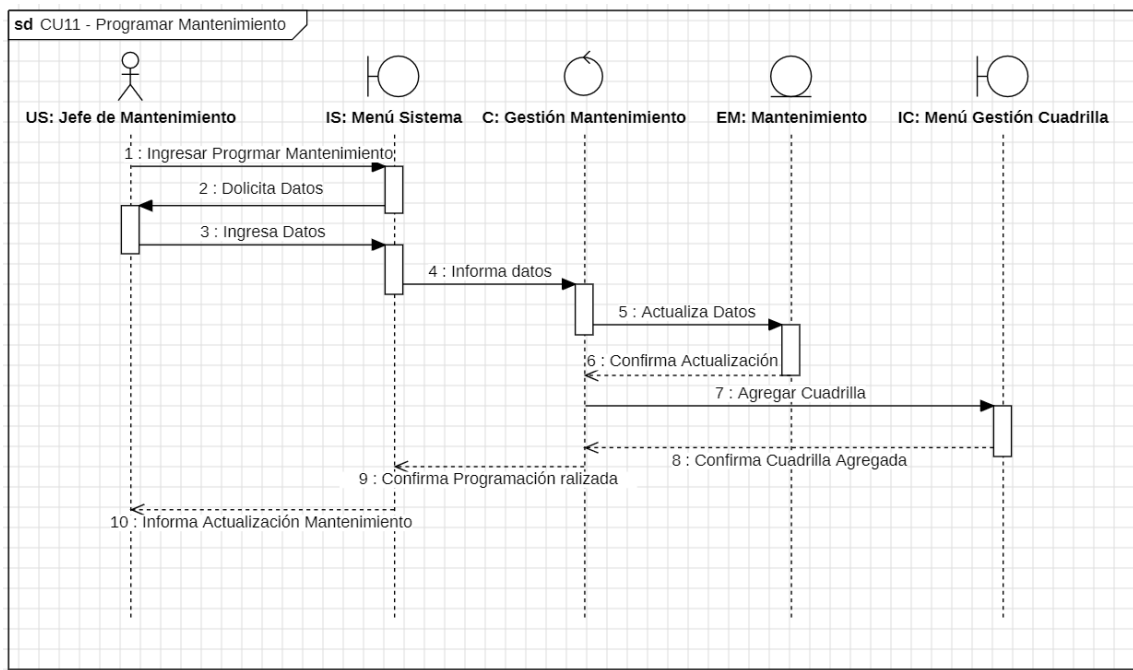 sd CU11 - Programar Mantenimiento
US: Jefe de Mantenimiento
IS: Menú Sistema
C: Gestión Mantenimiento
EM: Mantenimiento
IC: Menú Gestión Cuadrilla
1 : Ingresar Progrmar Mantenimiento
2 : Dolicita Datos
3 : Ingresa Datos
4 : Informa datos
5 : Actualiza Datos
6 : Confirma Actualización
7 : Agregar Cuadrilla
8 : Confirma Cuadrilla Agregada
9 : Confirma Programación ralizada
10 : Informa Actualización Mantenimiento